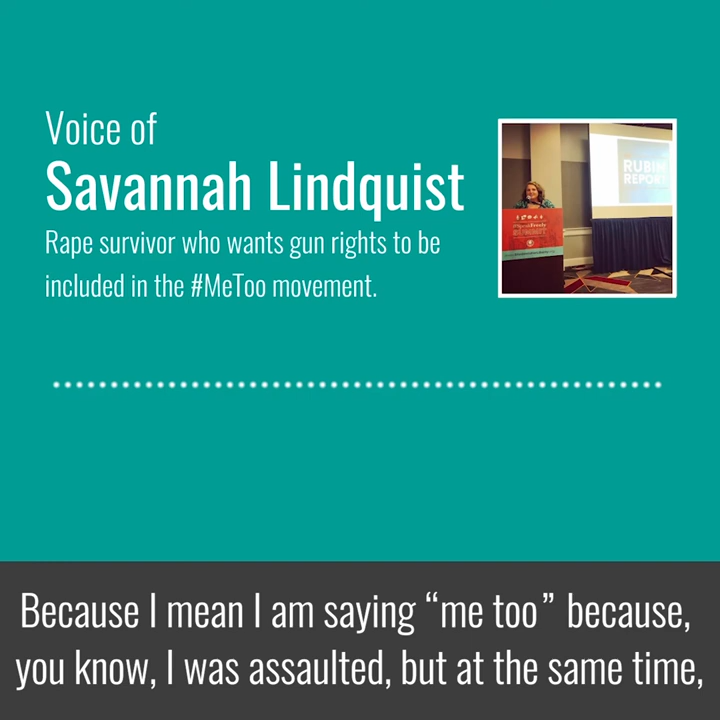 Voice of
Savannah Lindquist
Rape survivor who wants gun rights to be
included in the #MeToo movement.
RUBIN
REPORT
Because I mean I am saying “me too” because,
you know, I was assaulted, but at the same time,